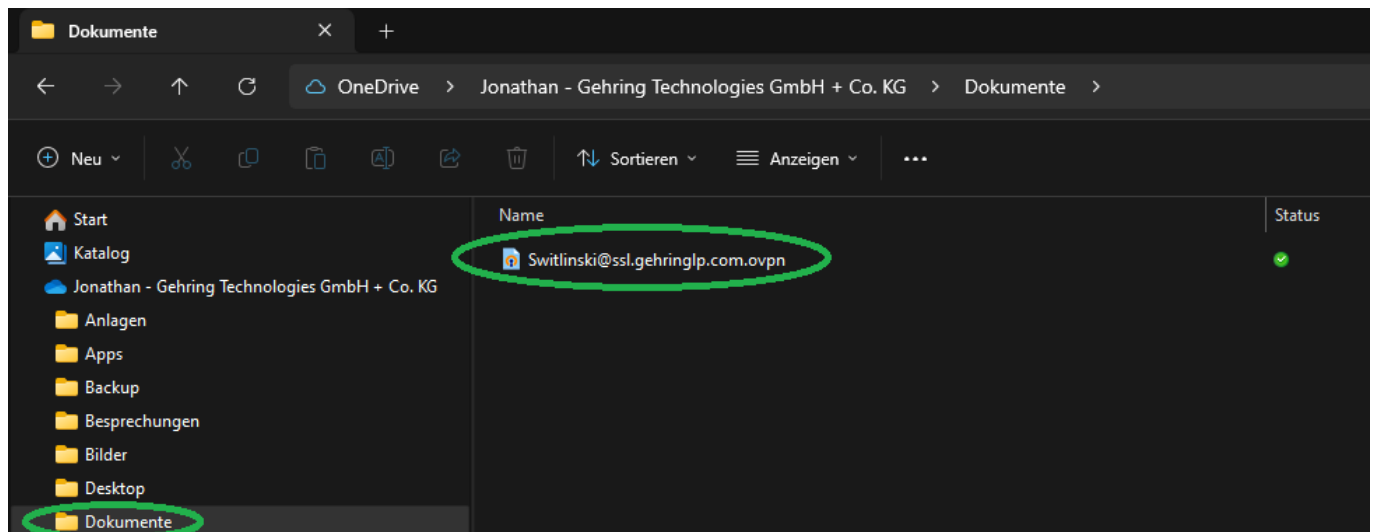 Dokumente
OneDrive > Jonathan - Gehring Technologies GmbH + Co. KG > Dokumente >
Neu Sortieren Anzeigen ...
Start
Katalog
Jonathan - Gehring Technologies GmbH + Co. KG
Anlagen
Apps
Backup
Besprechungen
Bilder
Desktop
Dokumente
Name Status
Switlinski@ssl.gehringlp.com.ovpn